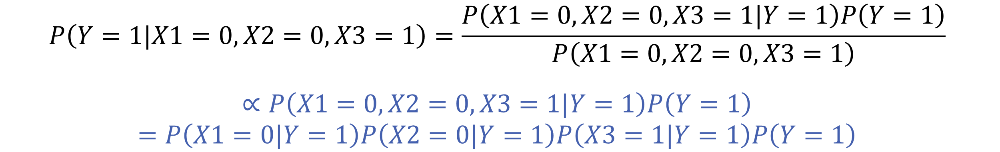 P(Y = 1|X1 = 0, X2 = 0, X3 = 1) = P(X1 = 0, X2 = 0, X3 = 1|Y = 1)P(Y = 1)
P(X1 = 0, X2 = 0, X3 = 1)
∝ P(X1 = 0, X2 = 0, X3 = 1|Y = 1)P(Y = 1)
= P(X1 = 0|Y = 1)P(X2 = 0|Y = 1)P(X3 = 1|Y = 1)P(Y = 1)